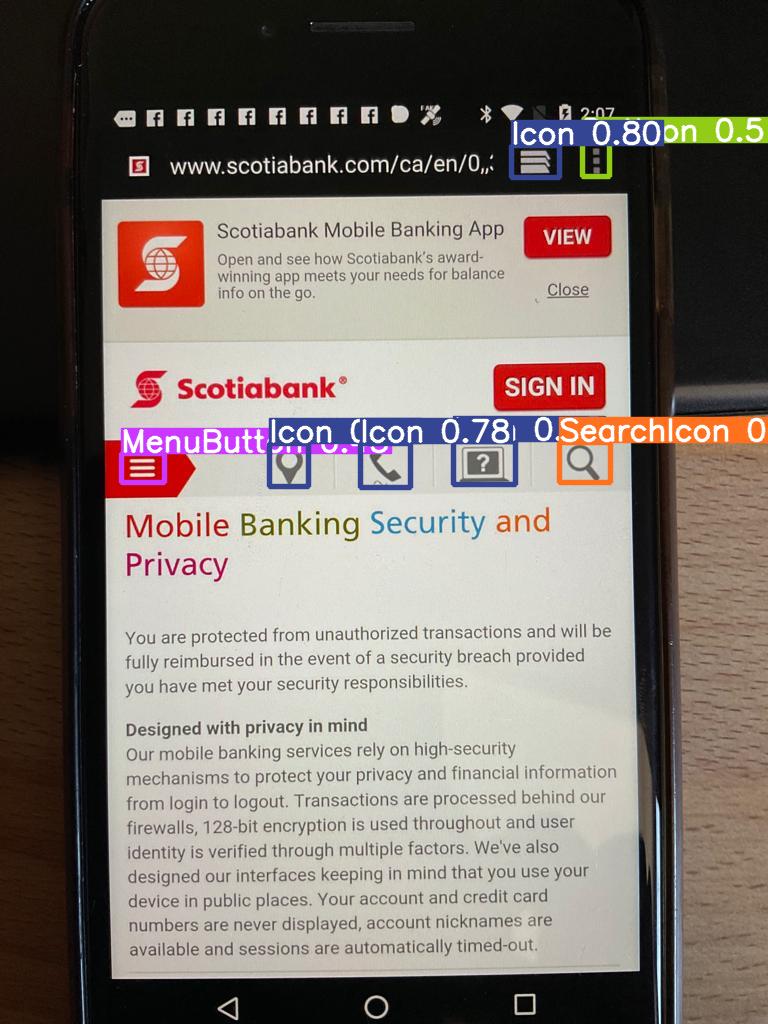 2:07
Icon 0.80
on 0.5
www.scotiabank.com/ca/en/0,,
Scotiabank Mobile Banking App
VIEW
Open and see how Scotiabank's award-
winning app meets your needs for balance
info on the go.
Close
Scotiabank®
SIGN IN
MenuButt
Icon
Icon 0.78
0.
SearchIcon 0
?
Mobile Banking Security and
Privacy
You are protected from unauthorized transactions and will be
fully reimbursed in the event of a security breach provided
you have met your security responsibilities.
Designed with privacy in mind
Our mobile banking services rely on high-security
mechanisms to protect your privacy and financial information
from login to logout. Transactions are processed behind our
firewalls, 128-bit encryption is used throughout and user
identity is verified through multiple factors. We've also
designed our interfaces keeping in mind that you use your
device in public places. Your account and credit card
numbers are never displayed, account nicknames are
available and sessions are automatically timed-out.